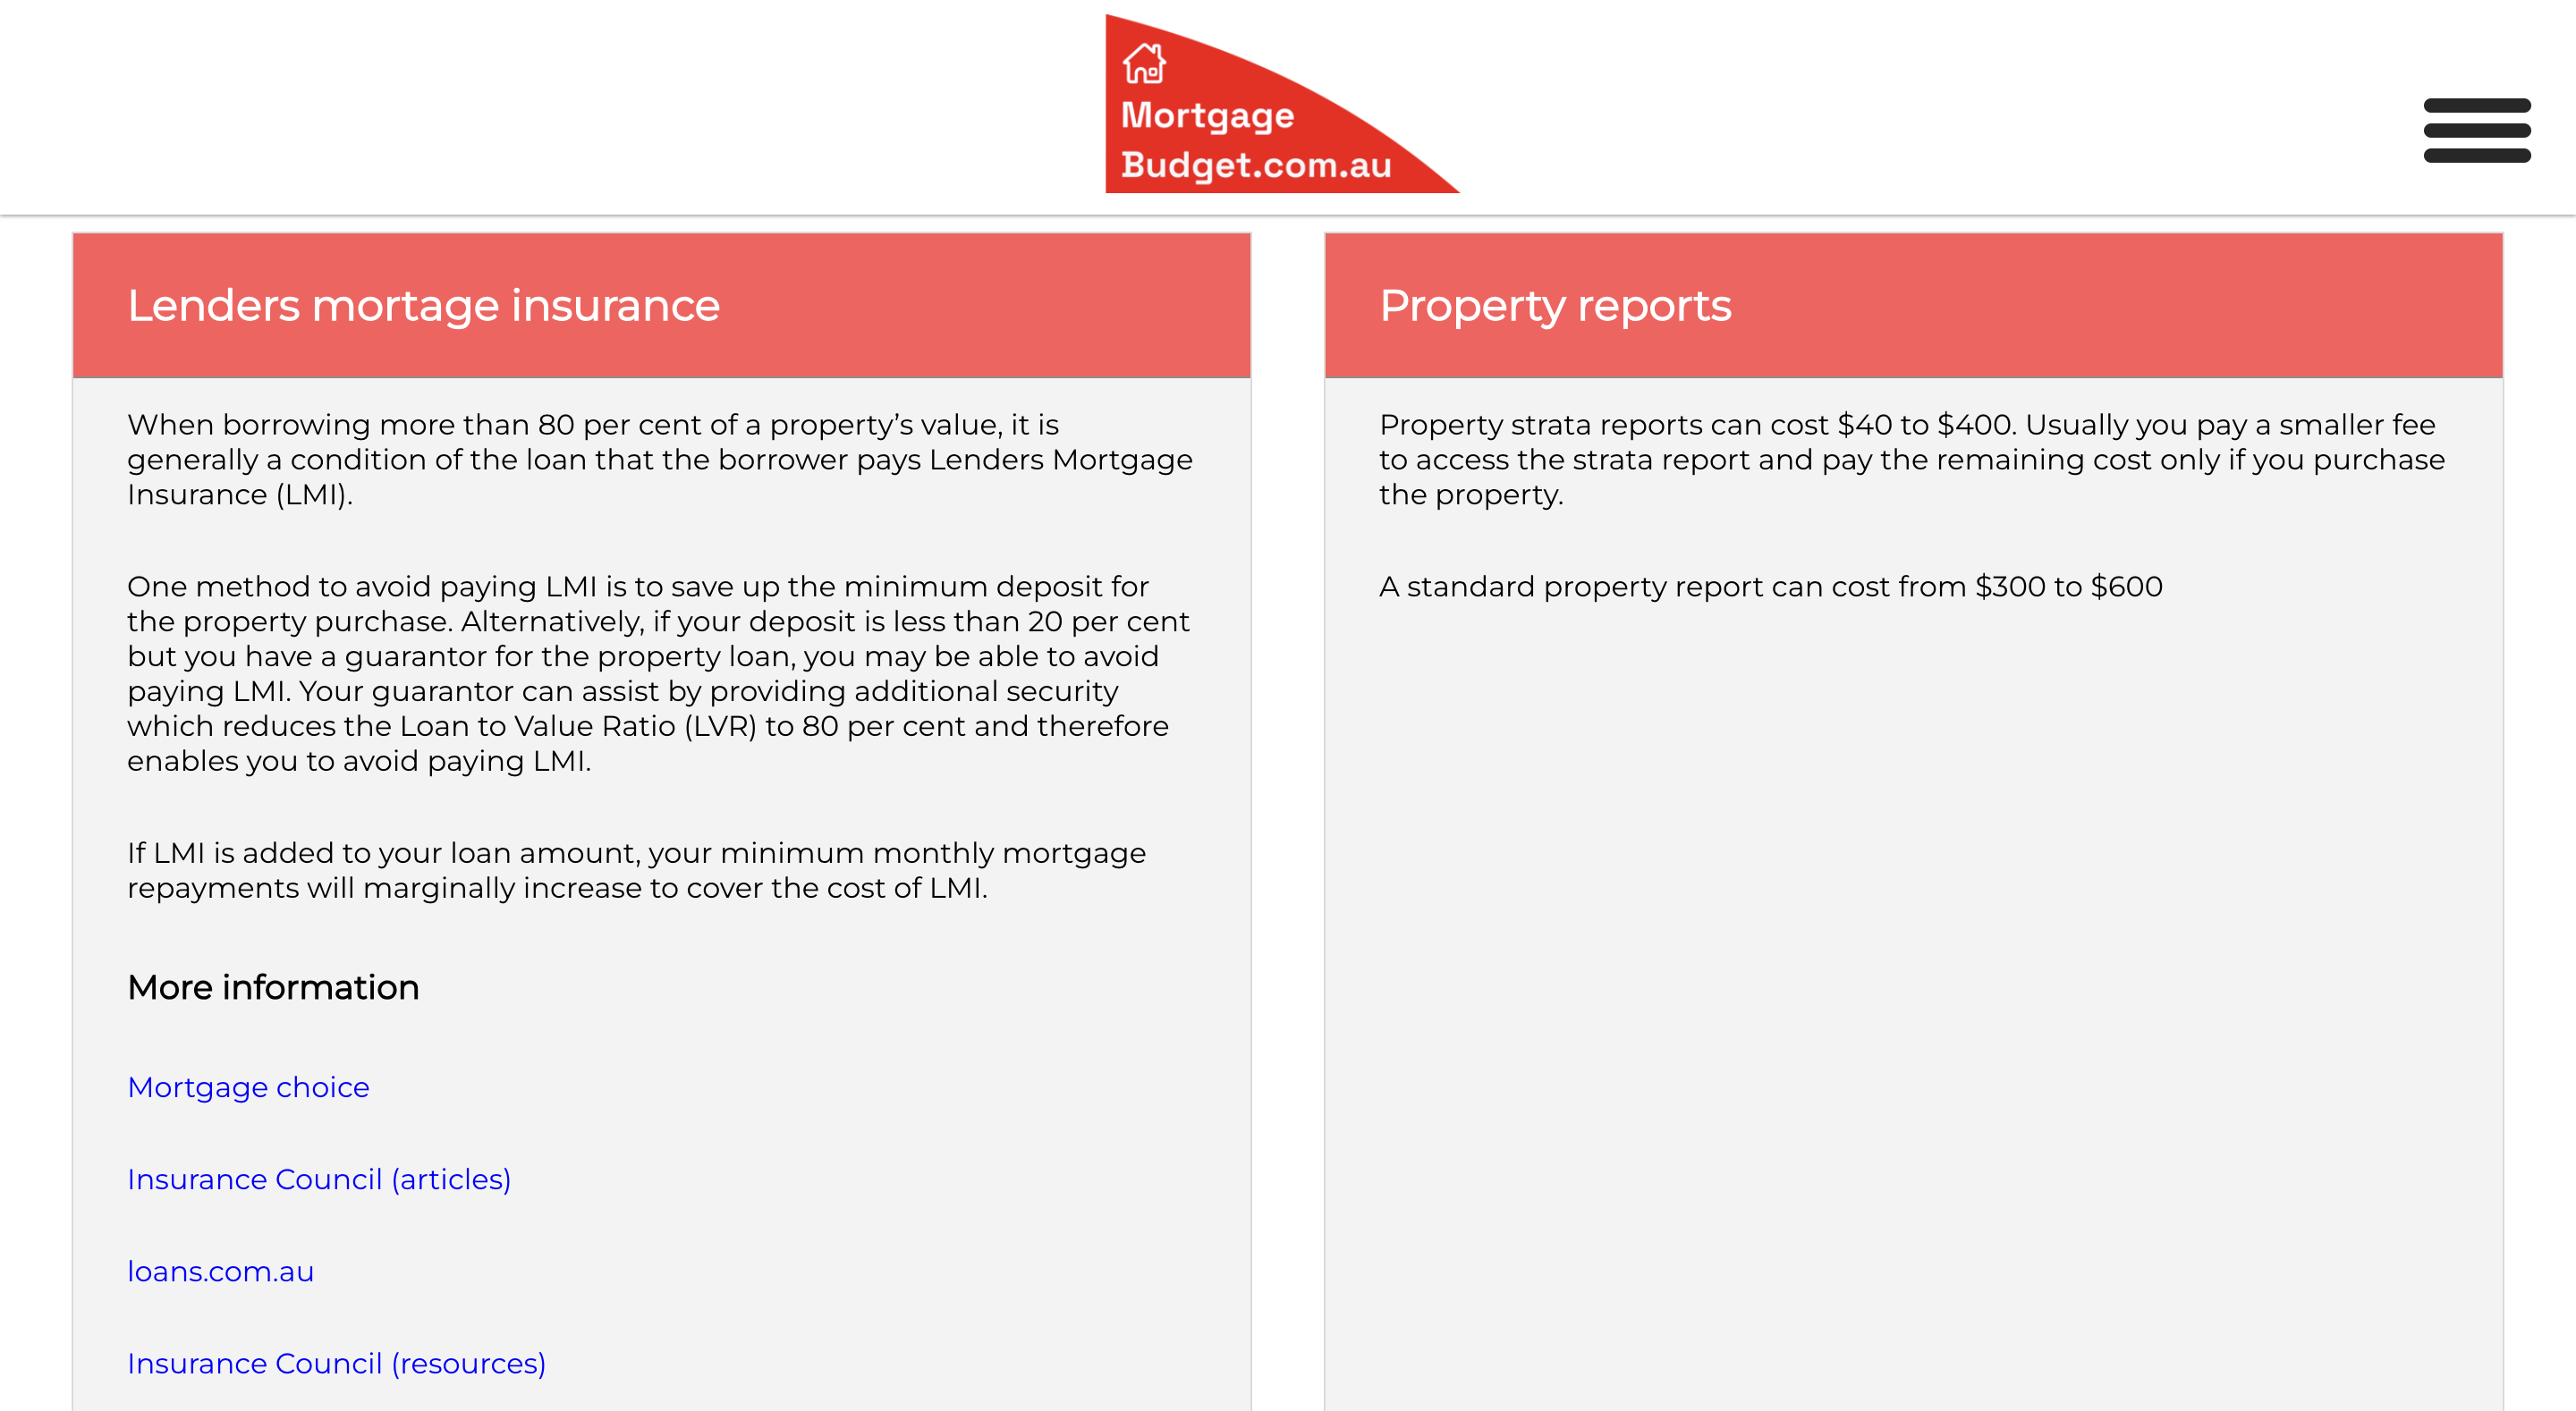 Mortgage
Budget.com.au
Lenders mortage insurance
When borrowing more than 80 per cent of a property’s value, it is
generally a condition of the loan that the borrower pays Lenders Mortgage
Insurance (LMI).
One method to avoid paying LMI is to save up the minimum deposit for
the property purchase. Alternatively, if your deposit is less than 20 per cent
but you have a guarantor for the property loan, you may be able to avoid
paying LMI. Your guarantor can assist by providing additional security
which reduces the Loan to Value Ratio (LVR) to 80 per cent and therefore
enables you to avoid paying LMI.
If LMI is added to your loan amount, your minimum monthly mortgage
repayments will marginally increase to cover the cost of LMI.
More information
Mortgage choice
Insurance Council (articles)
loans.com.au
Insurance Council (resources)
Property reports
Property strata reports can cost $40 to $400. Usually you pay a smaller fee
to access the strata report and pay the remaining cost only if you purchase
the property.
A standard property report can cost from $300 to $600